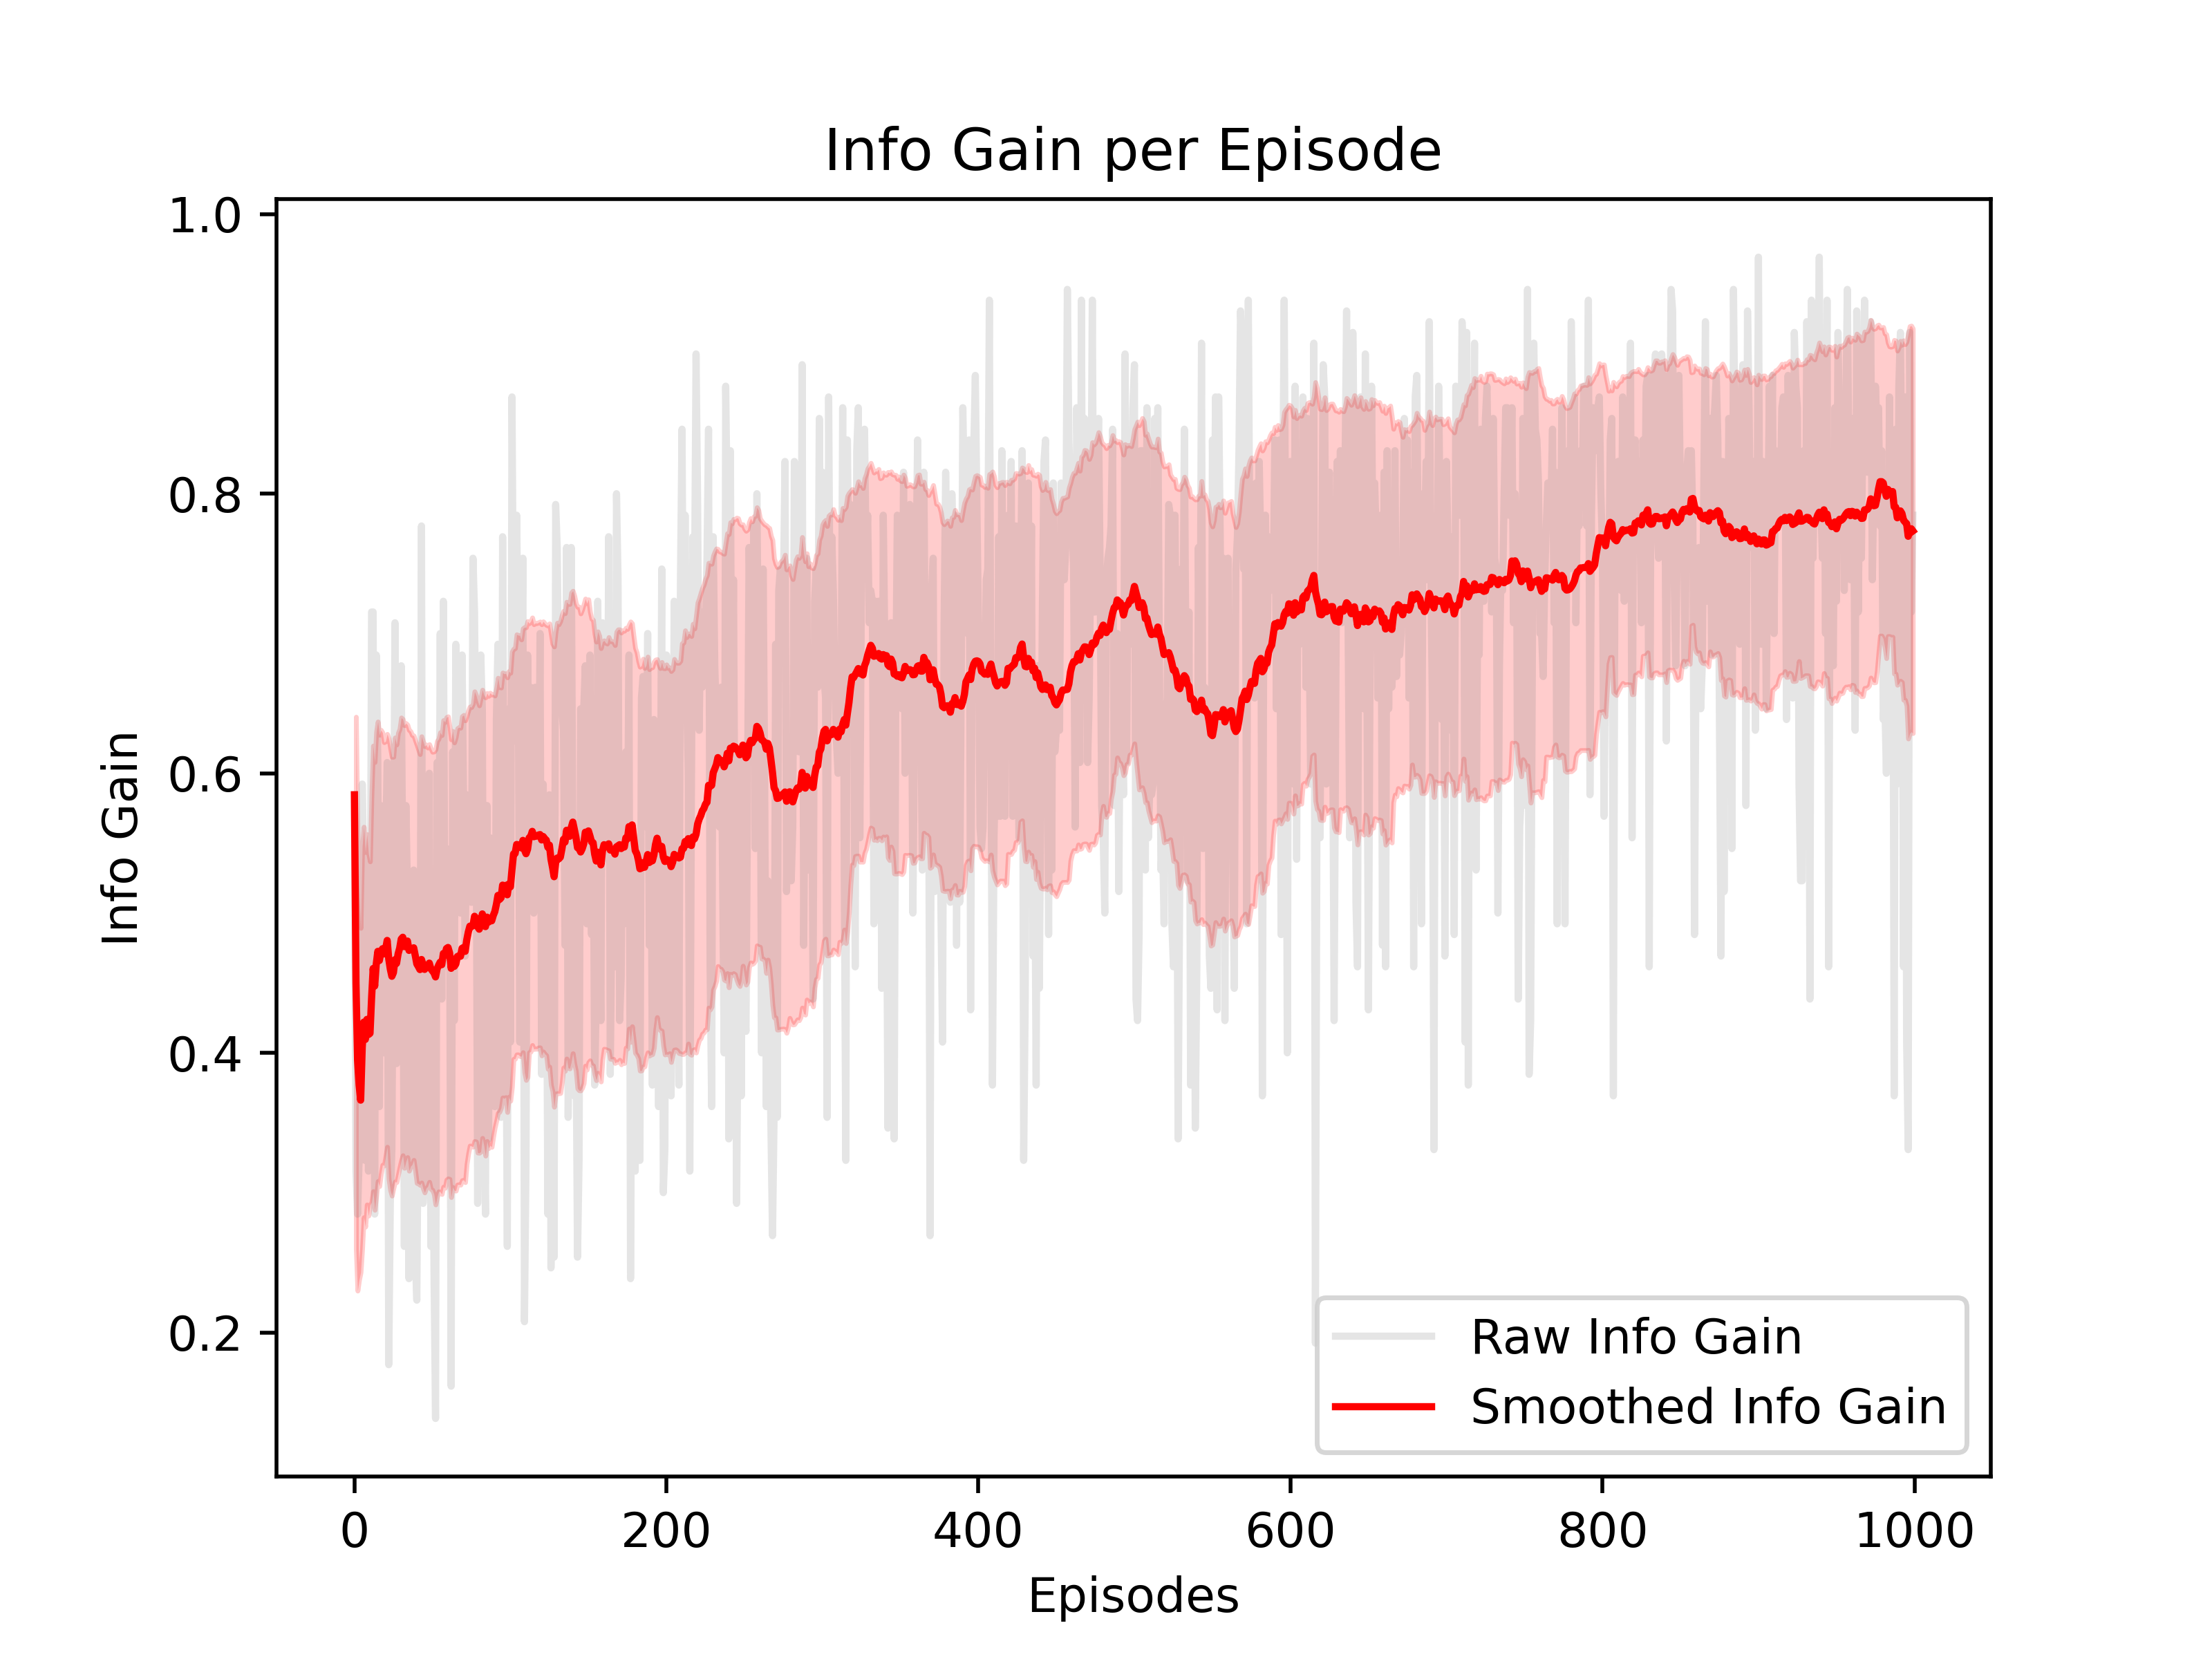 Info Gain per Episode
1.0
0.8
0.6
0.4
0.2
Info Gain
0
200
400
600
800
1000
Episodes
Raw Info Gain
Smoothed Info Gain